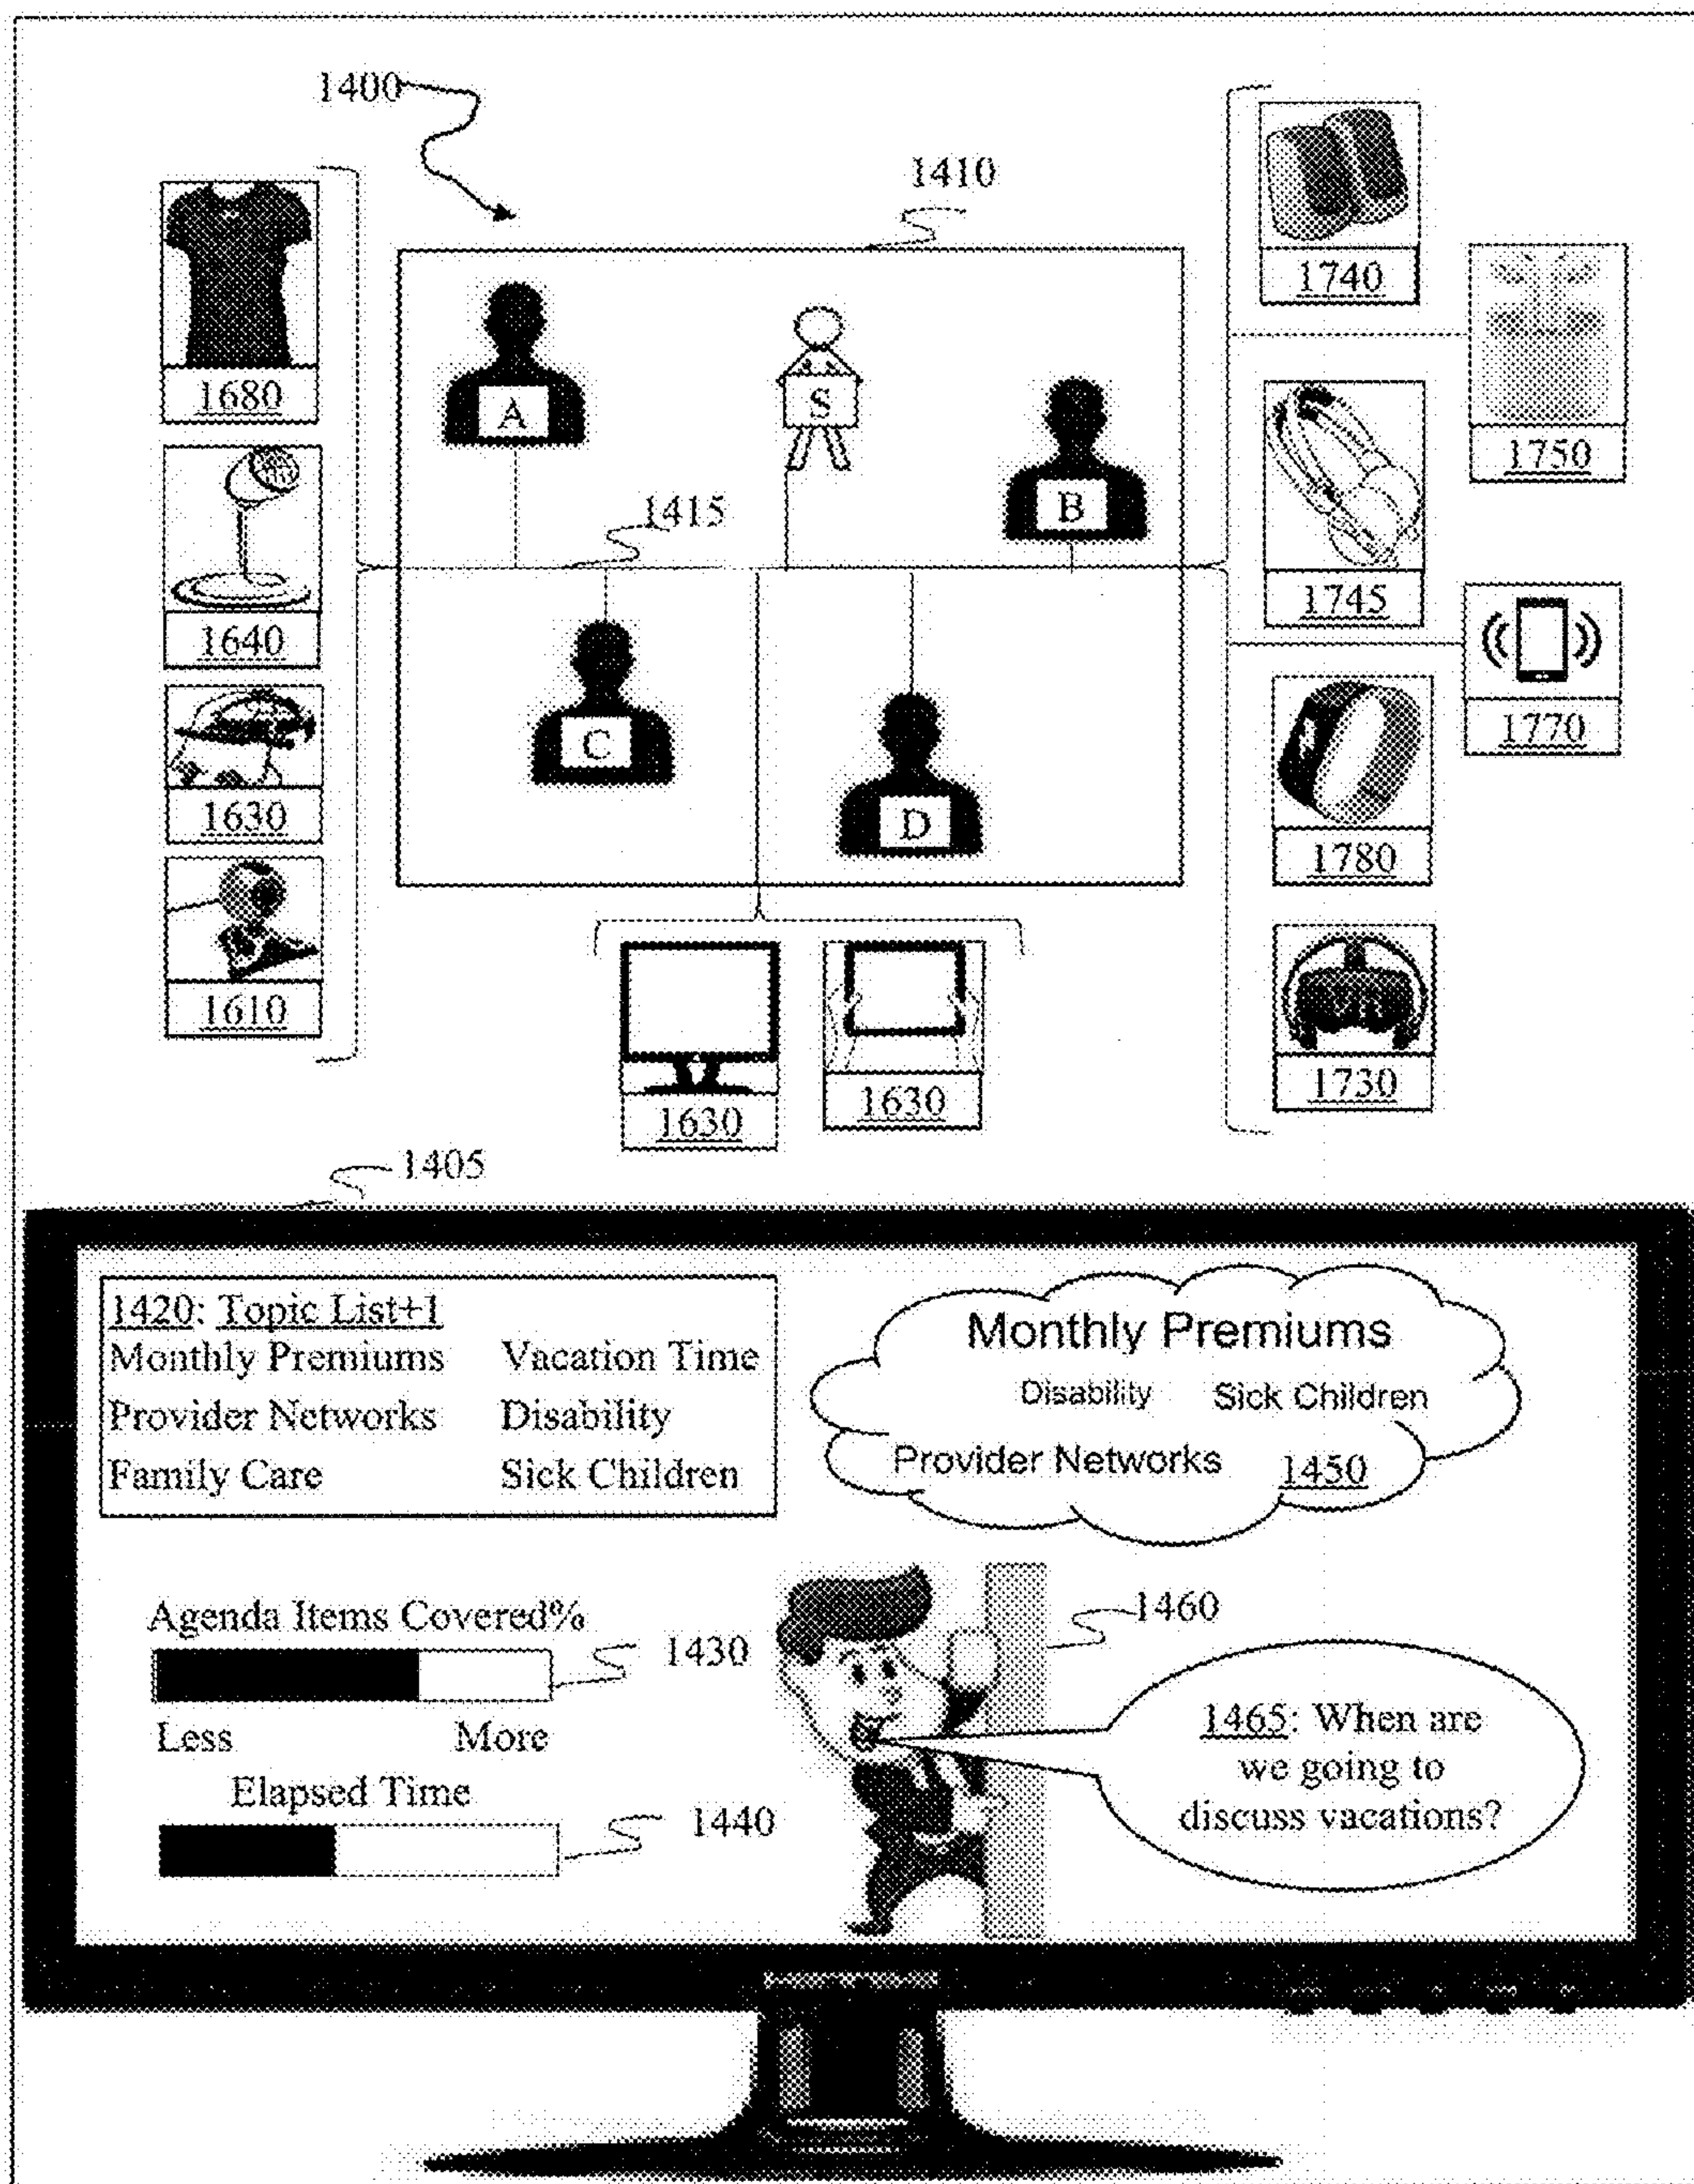 1400
1410
1680
1640
1630
1610
A
S
B
1415
C
D
1740
1750
1745
1770
1780
1730
1630
1630
1405
1420: Topic List+1
Monthly Premiums Vacation Time
Provider Networks Disability
Family Care Sick Children
Monthly Premiums
Disability Sick Children
Provider Networks 1450
Agenda Items Covered%
1430
Less More
Elapsed Time
1440
1460
1465: When are
we going to
discuss vacations?